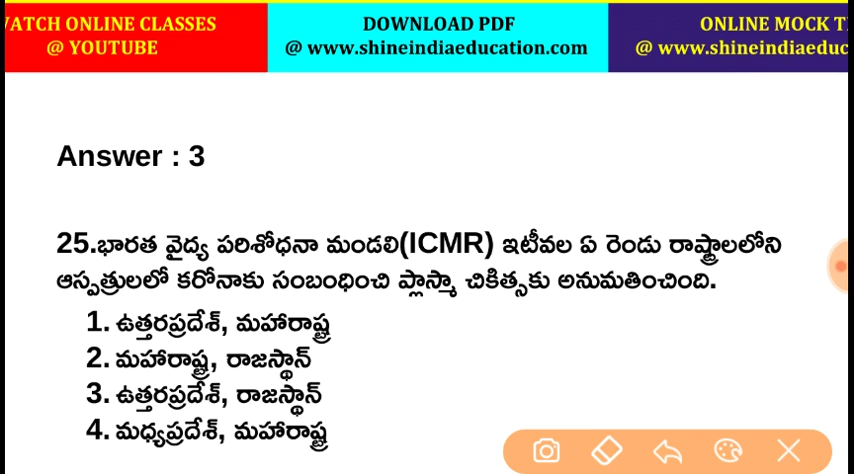 WATCH ONLINE CLASSES
@ YOUTUBE
DOWNLOAD PDF
@ www.shineindiaeducation.com
ONLINE MOCK
@ www.shineindiaeduc
Answer : 3
25.భారత వైద్య పరిశోధనా మండలి(ICMR) ఇటీవల ఏ రెండు రాష్ట్రాలలోని
ఆస్పత్రులలో కరోనాకు సంబంధించి ప్లాస్మా చికిత్సకు అనుమతించింది.
1. ఉత్తరప్రదేశ్, మహారాష్ట్ర
2. మహారాష్ట్ర, రాజస్థాన్
3. ఉత్తరప్రదేశ్, రాజస్థాన్
4. మధ్యప్రదేశ్, మహారాష్ట్ర